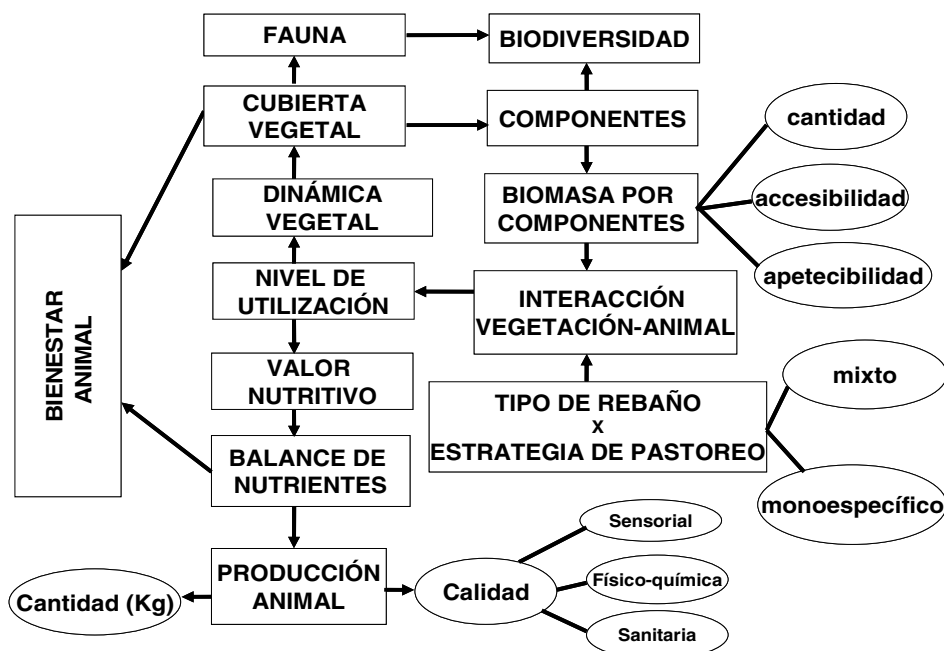 FAUNA
BIODIVERSIDAD
CUBIERTA
VEGETAL
COMPONENTES
cantidad
DINÁMICA
VEGETAL
BIOMASA POR
COMPONENTES
accesibilidad
apetecibilidad
BIENESTAR
ANIMAL
NIVEL DE
UTILIZACIÓN
INTERACCIÓN
VEGETACIÓN-ANIMAL
VALOR
NUTRITIVO
TIPO DE REBAÑO
X
ESTRATEGIA DE PASTOREO
mixto
monoespecífico
BALANCE DE
NUTRIENTES
PRODUCCIÓN
ANIMAL
Cantidad (Kg)
Calidad
Sensorial
Físico-química
Sanitaria